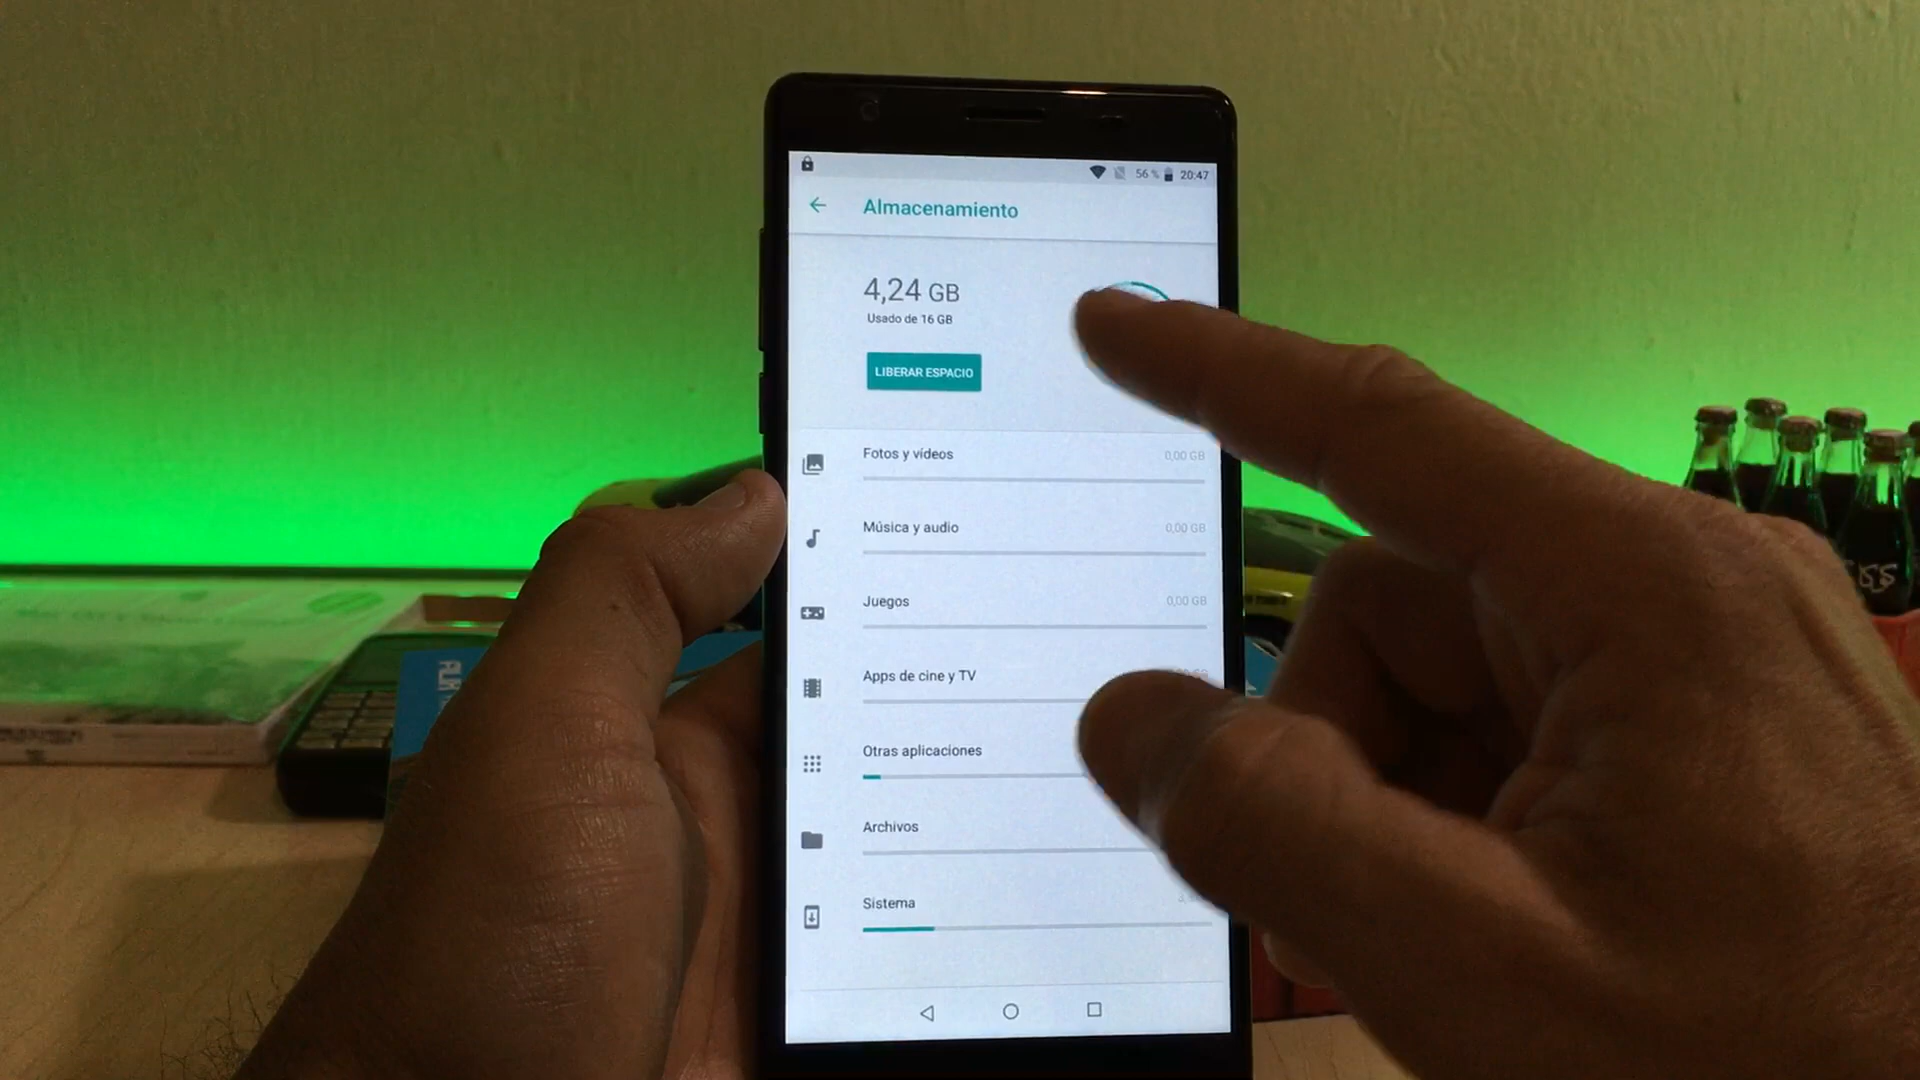 56 % 20:47
Almacenamiento
4,24 GB
Usado de 16 GB
LIBERAR ESPACIO
Fotos y vídeos 0,00 GB
Música y audio 0,00 GB
Juegos 0,00 GB
Apps de cine y TV
Otras aplicaciones
Archivos
Sistema